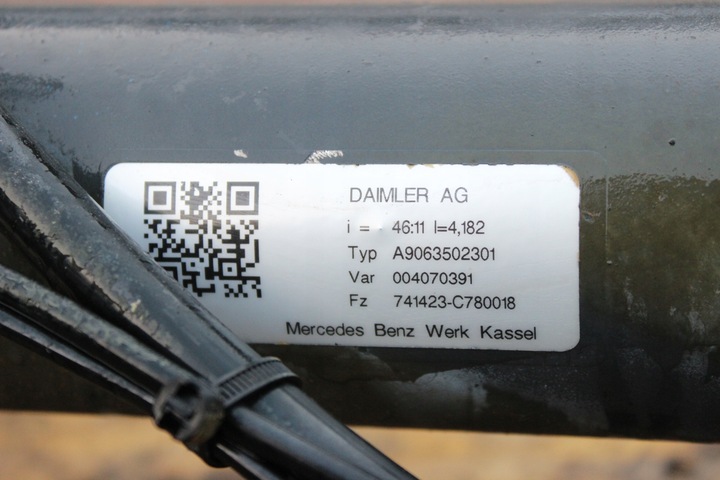 DAIMLER AG
i = 46:11 I=4,182
Typ A9063502301
Var 004070391
Fz 741423-C780018
Mercedes Benz Werk Kassel